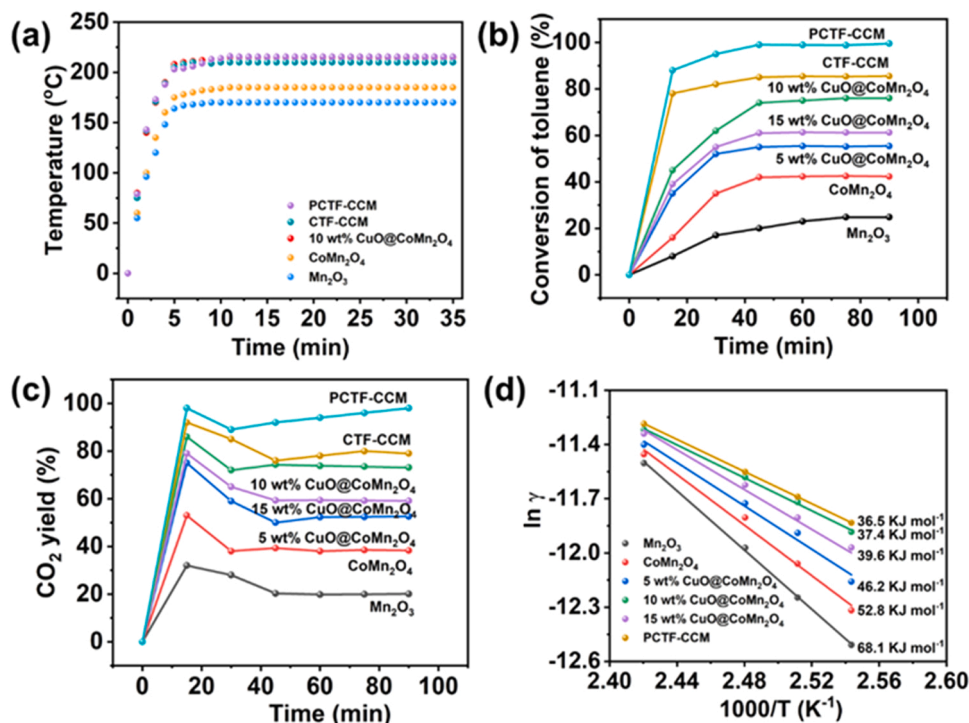 (a)
250
200
150
100
50
0
Temperature (ºC)
PCTF-CCM
CTF-CCM
10 wt% CuO@CoMn₂O₄
CoMn₂O₄
Mn₂O₃
0 5 10 15 20 25 30 35
Time (min)
(b)
100
80
60
40
20
0
Conversion of toluene (%)
PCTF-CCM
CTF-CCM
10 wt% CuO@CoMn₂O₄
15 wt% CuO@CoMn₂O₄
5 wt% CuO@CoMn₂O₄
CoMn₂O₄
Mn₂O₃
0 20 40 60 80 100
Time (min)
(c)
100
80
60
40
20
0
CO₂ yield (%)
PCTF-CCM
CTF-CCM
10 wt% CuO@CoMn₂O₄
15 wt% CuO@CoMn₂O₄
5 wt% CuO@CoMn₂O₄
CoMn₂O₄
Mn₂O₃
0 20 40 60 80 100
Time (min)
(d)
-11.1
-11.4
-11.7
-12.0
-12.3
-12.6
ln γ
36.5 KJ mol⁻¹
37.4 KJ mol⁻¹
39.6 KJ mol⁻¹
46.2 KJ mol⁻¹
52.8 KJ mol⁻¹
68.1 KJ mol⁻¹
Mn₂O₃
CoMn₂O₄
5 wt% CuO@CoMn₂O₄
10 wt% CuO@CoMn₂O₄
15 wt% CuO@CoMn₂O₄
PCTF-CCM
2.40 2.44 2.48 2.52 2.56 2.60
1000/T (K⁻¹)